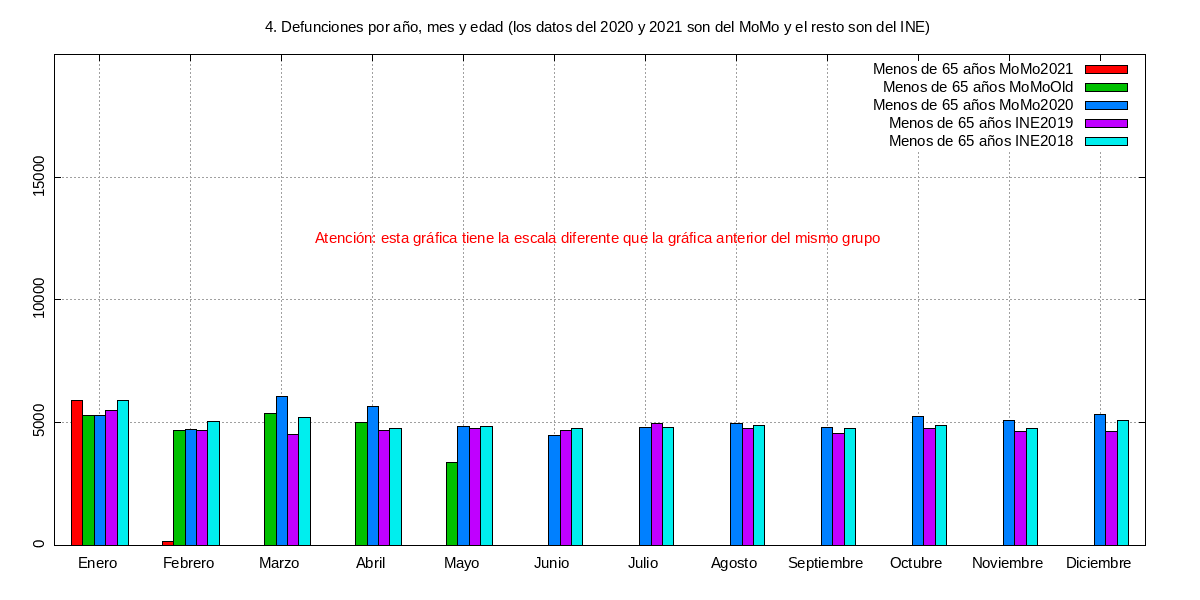 4. Defunciones por año, mes y edad (los datos del 2020 y 2021 son del MoMo y el resto son del INE)
Menos de 65 años MoMo2021
Menos de 65 años MoMoOld
Menos de 65 años MoMo2020
Menos de 65 años INE2019
Menos de 65 años INE2018
15000
Atención: esta gráfica tiene la escala diferente que la gráfica anterior del mismo grupo
10000
5000
0
Enero Febrero Marzo Abril Mayo Junio Julio Agosto Septiembre Octubre Noviembre Diciembre